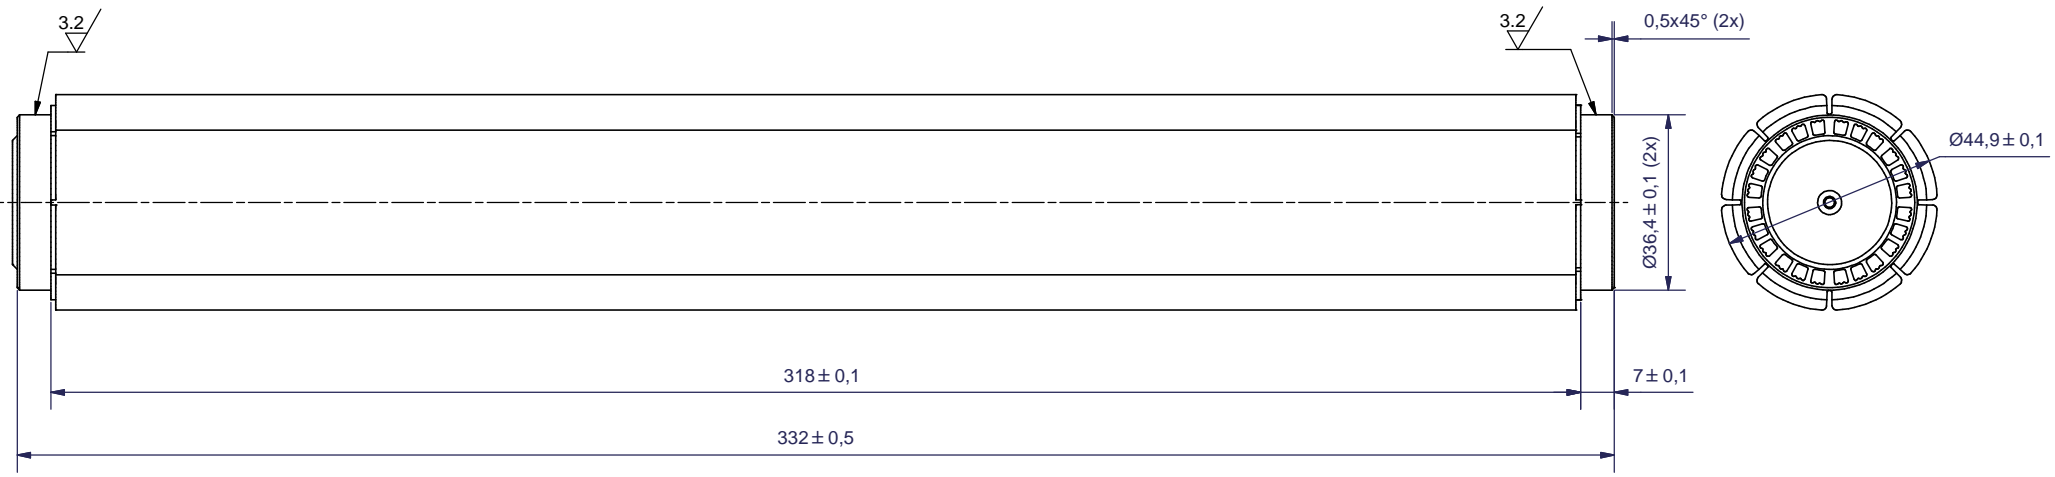 3.2
3.2
0,5x45° (2x)
Ø44,9 ± 0,1
Ø36,4 ± 0,1 (2x)
318 ± 0,1
7 ± 0,1
332 ± 0,5